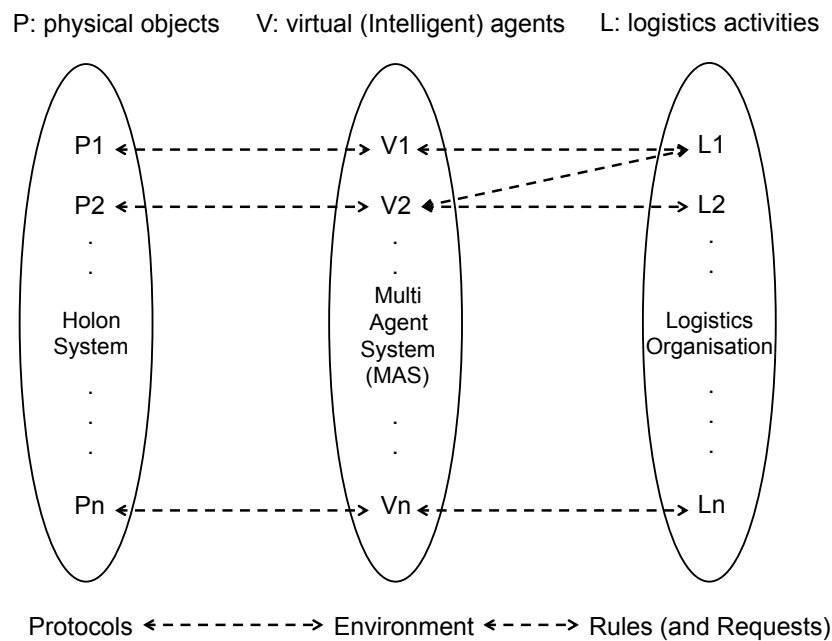 P: physical objects V: virtual (Intelligent) agents L: logistics activities
P1 V1 L1
P2 V2 L2
. . .
. . .
Holon
System
Multi
Agent
System
(MAS)
Logistics
Organisation
. . .
. . .
. . .
Pn Vn Ln
Protocols Environment Rules (and Requests)